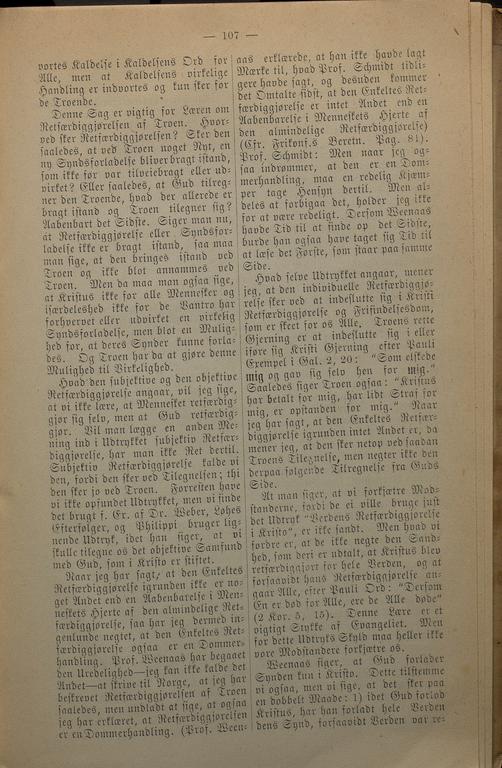 — 107 —
vortes Kaldelse i Kaldelsens Ord for
Alle, men at Kaldelsens virkelige
Handling er indvortes og kun sker for
de Troende.
Denne Sag er vigtig for Læren om
Retfærdiggjørelsen af Troen. Hvor-
ved sker Retfærdiggjørelsen? Sker den
saaledes, at ved Troen noget Nyt, en
ny Syndsforladelse bliver bragt istand,
som ikke før var tilveiebragt eller ud-
virket? Eller saaledes, at Gud tilreg-
ner den Troende, hvad der allerede er
bragt istand og Troen tilegner sig?
Aabenbart det Sidste. Siger man nu,
at Retfærdiggjørelse eller Syndsfor-
ladelse ikke er bragt istand, saa maa
man sige, at den bringes istand ved
Troen og ikke blot annammes ved
Troen. Men da maa man ogsaa sige,
at Kristus ikke for alle Mennesker og
isærdeleshed ikke for de Vantro har
forhvervet eller udvirket en virkelig
Syndsforladelse, men blot en Mulig-
hed for, at deres Synder kunne forla-
des. Og Troen har da at gjøre denne
Mulighed til Virkelighed.
Hvad den subjektive og den objektive
Retfærdiggjørelse angaar, vil jeg sige,
at vi ikke lære, at Mennesket retfærdig-
gjør sig selv, men at Gud retfærdig-
gjør. Vil man lægge en anden Me-
ning ind i Udtrykket subjektiv Retfær-
diggjørelse, har man ikke Ret dertil.
Subjektiv Retfærdiggjørelse kalde vi
den, fordi den sker ved Tilegnelsen; thi
den sker jo ved Troen. Forresten have
vi ikke opfundet Udtrykket, men vi finde
det brugt f. Ex. af Dr. Weber, Løhes
Efterfølger, og Philippi bruger lig-
nende Udtryk, idet han siger, at vi
skulle tilegne os det objektive Samfund
med Gud, som i Kristo er stiftet.
Naar jeg har sagt, at den Enkeltes
Retfærdiggjørelse igrunden ikke er no-
get Andet end en Aabenbarelse i Men-
neskets Hjerte af den almindelige Ret-
færdiggjørelse, saa har jeg dermed in-
genlunde negtet, at den Enkeltes Ret-
færdiggjørelse ogsaa er en Dommer-
handling. Prof. Weenaas har begaaet
den Uredelighed—jeg kan ikke kalde det
Andet—at skrive til Norge, at jeg har
beskrevet Retfærdiggjørelsen af Troen
saaledes, men undladt at sige, at ogsaa
jeg har erklæret, at Retfærdiggjørelsen
er en Dommerhandling. (Prof. Ween-
aas erklærede, at han ikke havde lagt
Mærke til, hvad Prof. Schmidt tidli-
gere havde sagt, og desuden kommer
det Omtalte sidst, at den Enkeltes Ret-
færdiggjørelse er intet Andet end en
Aabenbarelse i Menneskets Hjerte af
den almindelige Retfærdiggjørelse)
(Cfr. Frikonf.s Beretn. Pag. 81).
Prof. Schmidt: Men naar jeg og-
saa indrømmer, at den er en Dom-
merhandling, maa en redelig Kjæm-
per tage Hensyn dertil. Men al-
deles at forbigaa det, holder jeg ikke
for at være redeligt. Dersom Weenaas
havde Tid til at finde op det Sidste,
burde han ogsaa have taget sig Tid til
at læse det Første, som staar paa samme
Side.
Hvad selve Udtrykket angaar, mener
jeg, at den individuelle Retfærdiggjø-
relse sker ved at indeslutte sig i Kristi
Retfærdiggjørelse og Frifindelsesdom,
som er skeet for os Alle. Troens rette
Gjerning er at indeslutte sig i eller
iføre sig Kristi Gjerning efter Pauli
Exempel i Gal. 2, 20: "Som elskede
mig og gav sig selv hen for mig."
Saaledes siger Troen ogsaa: "Kristus
har betalt for mig, har lidt Straf for
mig, er opstanden for mig." Naar
jeg har sagt, at den Enkeltes Retfær-
diggjørelse igrunden intet Andet er, da
mener jeg, at den sker netop ved saadan
Troens Tilegnelse, men negter ikke den
derpaa følgende Tilregnelse fra Guds
Side.
At man siger, at vi forkjætre Mod-
standerne, fordi de ei ville bruge just
det Udtryk "Verdens Retfærdiggjørelse
i Kristo", er ikke sandt. Men hvad vi
fordre er, at de ikke negte den Sand-
hed, som deri er udtalt, at Kristus blev
retfærdiggjort for hele Verden, og at
forsaavidt hans Retfærdiggjørelse an-
gaar Alle, efter Pauli Ord: "Dersom
En er død for Alle, ere de Alle døde"
(2 Kor. 5, 15). Denne Lære er et
vigtigt Stykke af Evangeliet. Men
for dette Udtryks Skyld maa heller ikke
vore Modstandere forkjætre os.
Weenaas siger, at Gud forlader
Synden kun i Kristo. Dette tilstemme
vi ogsaa, men vi sige, at det sker paa
en dobbelt Maade: 1) idet Gud forlod
Kristus, har han forladt hele Verden
dens Synd, forsaavidt Verden var re-